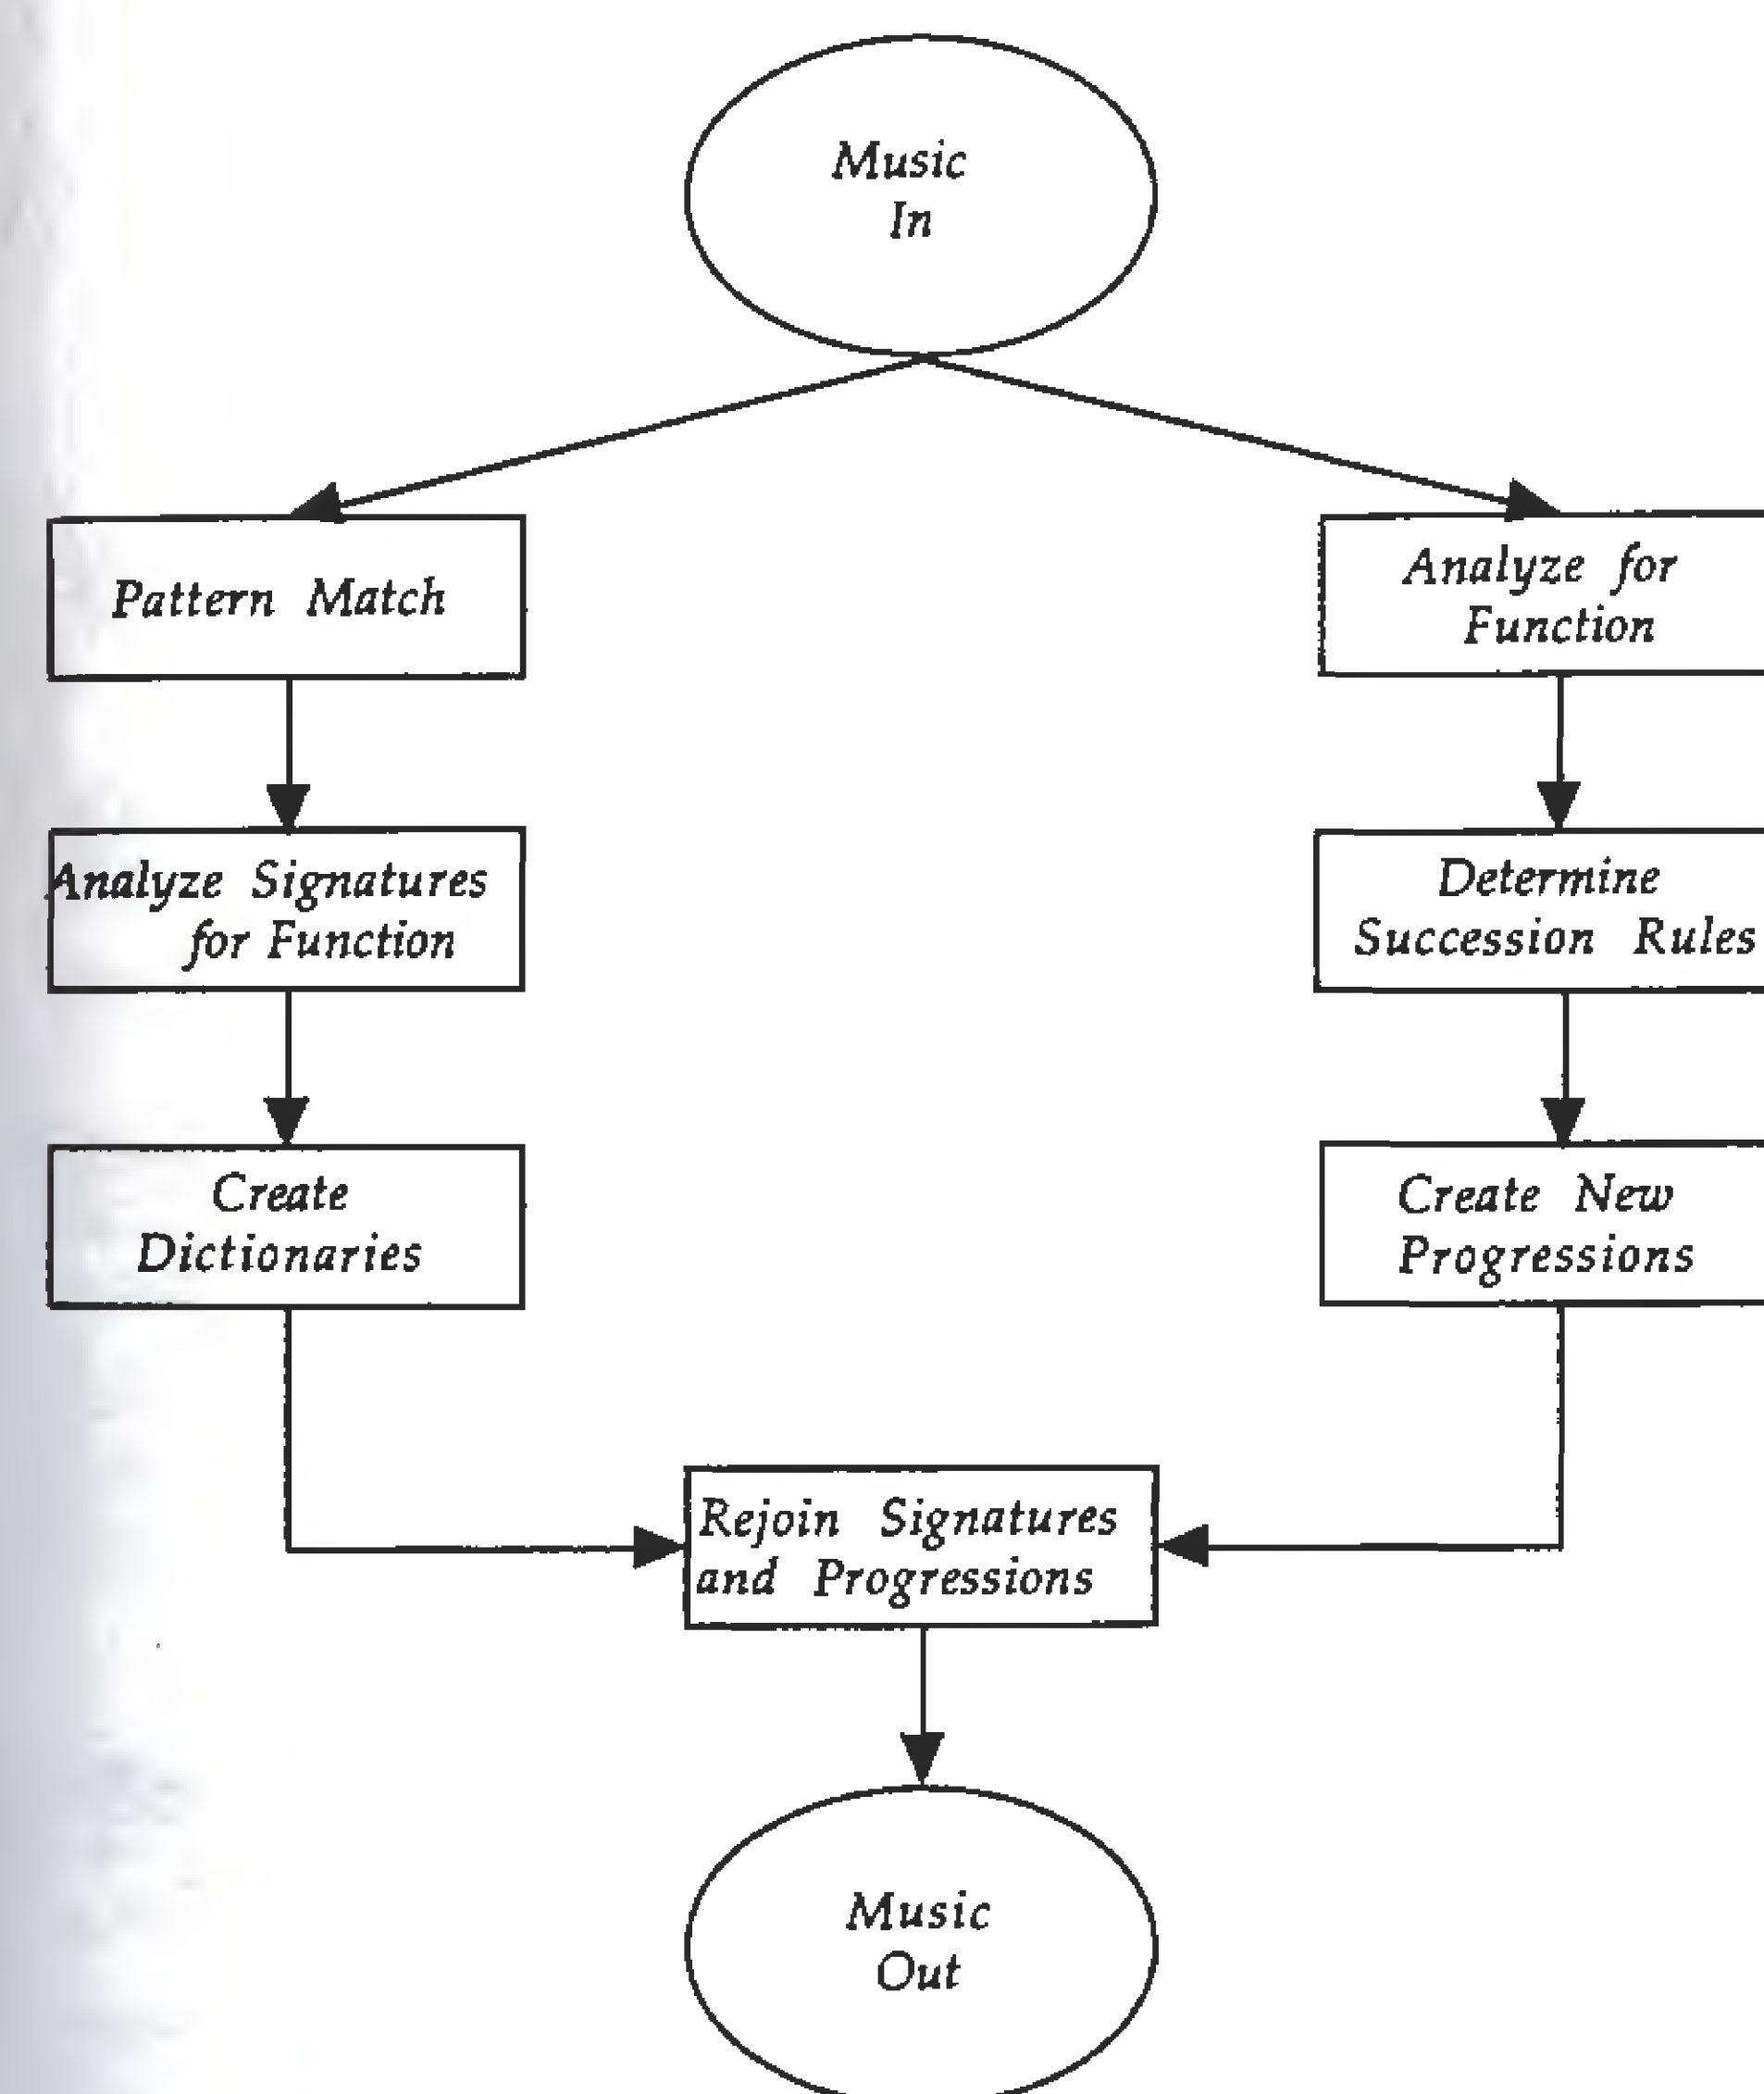 Music
In
Pattern Match
Analyze for
Function
Analyze Signatures
for Function
Determine
Succession Rules
Create
Dictionaries
Create New
Progressions
Rejoin Signatures
and Progressions
Music
Out